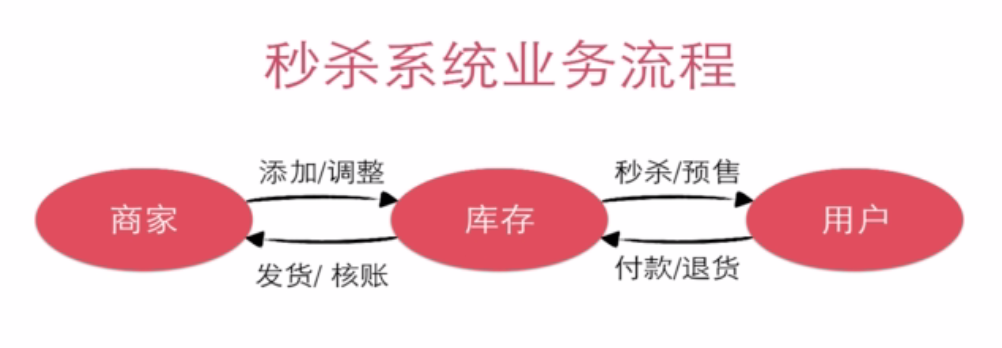 秒杀系统业务流程
添加/调整
秒杀/预售
商家
库存
用户
发货/ 核账
付款/退货